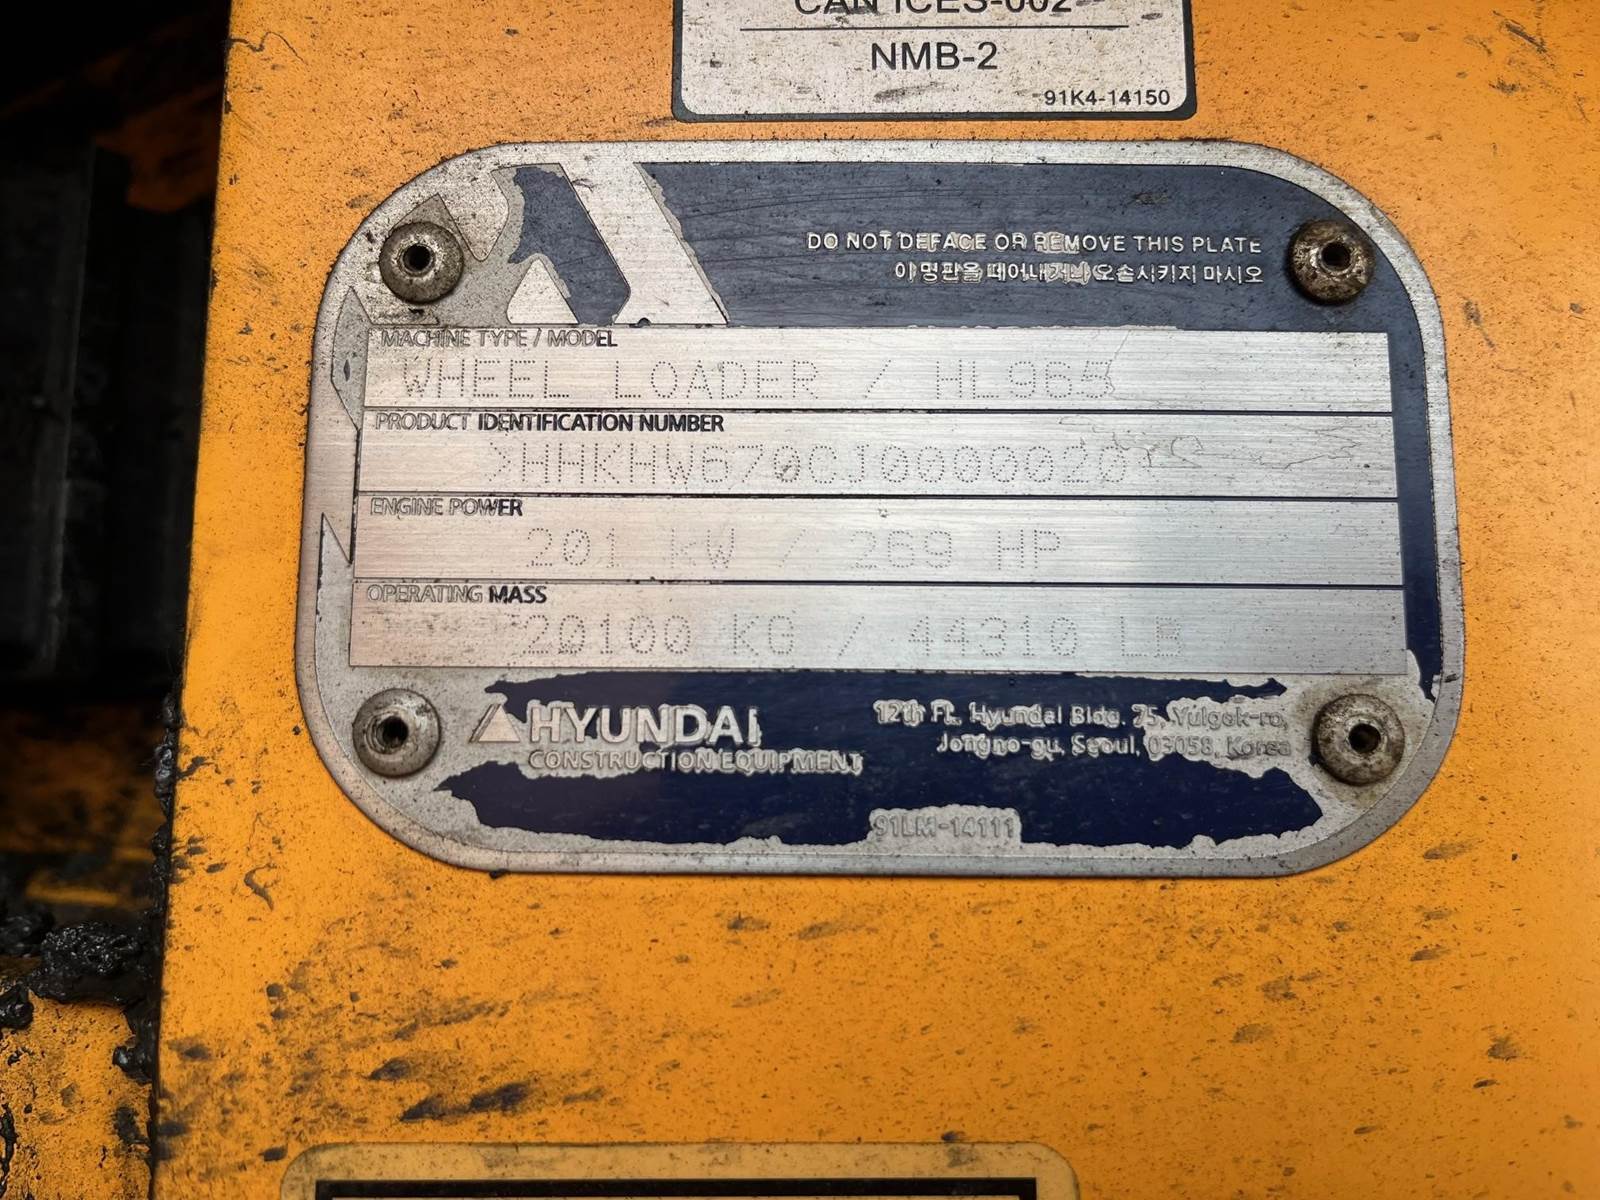 CAN ICES-002
NMB-2
91K4-14150
DO NOT DEFACE OR REMOVE THIS PLATE
이 명판을 떼어내거나 오손시키지 마시오
MACHINE TYPE / MODEL
WHEEL LOADER / HL965
PRODUCT IDENTIFICATION NUMBER
>HHKHW670CJ0000020
ENGINE POWER
201 kW / 269 HP
OPERATING MASS
20100 KG / 44310 LB
HYUNDAI
CONSTRUCTION EQUIPMENT
12th Fl., Hyundai Bldg. 75, Yulgok-ro,
Jongno-gu, Seoul, 03058, Korea
91LM-14111